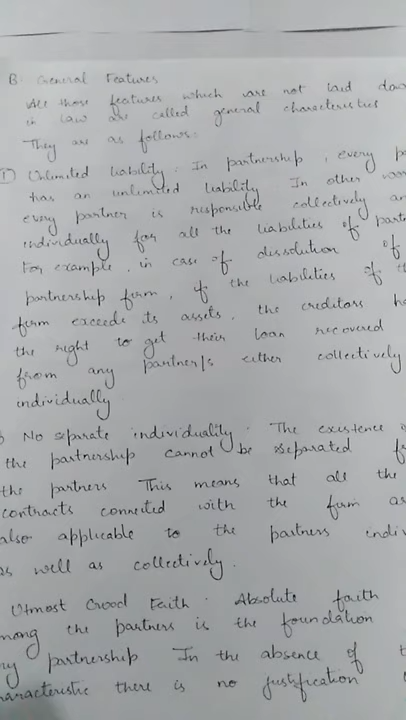 B. General Features
All those features which are not laid
in law are called general characteristics
They are as follows:
1) Unlimited liability: In partnership, every
has an unlimited liability. In other
every partner is responsible collectively
individually for all the liabilities of
For example, in case of dissolution of
partnership firm, if the liabilities of
firm exceeds its assets, the creditors
the right to get their loan recovered
from any partner/s either collectively
individually
No separate individuality. The existence
the partnership cannot be separated
the partners This means that all the
contracts connected with the firm
also applicable to the partners
as well as collectively.
Utmost Good Faith. Absolute faith
the partners is the foundation
partnership In the absence of
there is no justification